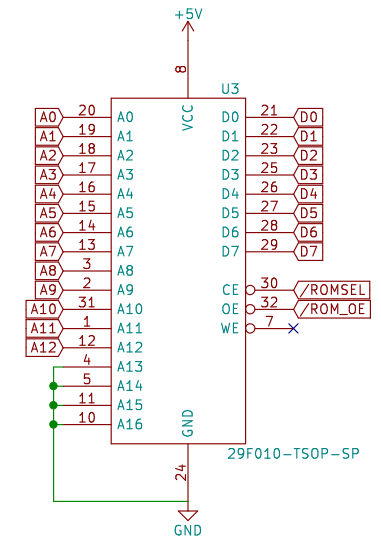 +5V
8
U3
VCC
A0 20 A0 D0 21 D0
A1 19 A1 D1 22 D1
A2 18 A2 D2 23 D2
A3 17 A3 D3 25 D3
A4 16 A4 D4 26 D4
A5 15 A5 D5 27 D5
A6 14 A6 D6 28 D6
A7 13 A7 D7 29 D7
A8 3 A8
A9 2 A9 CE 30 /ROMSEL
A10 31 A10 OE 32 /ROM_OE
A11 1 A11 WE 7
A12 12 A12
4 A13
5 A14
11 A15
10 A16
GND
29F010-TSOP-SP
24
GND